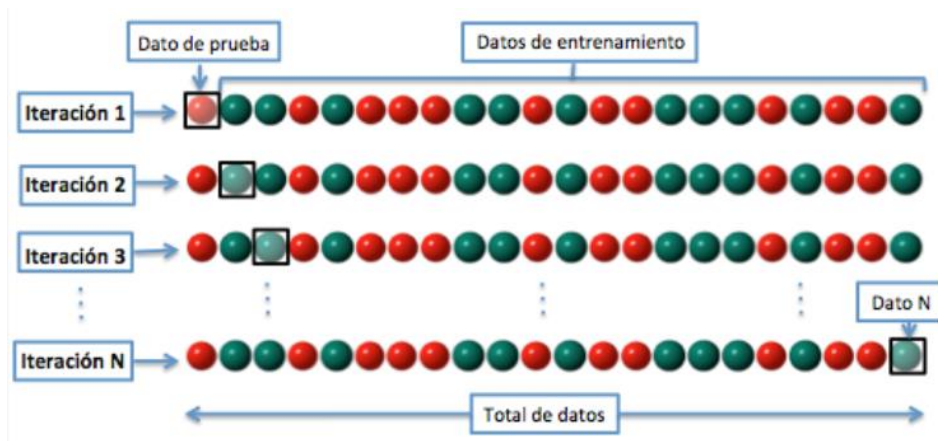 Dato de prueba
Datos de entrenamiento
Iteración 1
Iteración 2
Iteración 3
Dato N
Iteración N
Total de datos